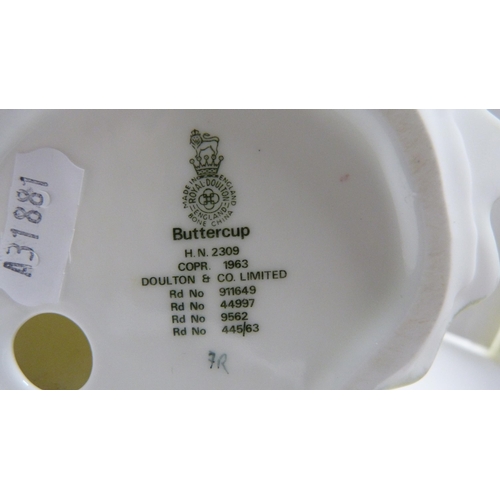 MADE IN ENGLAND
ROYAL DOULTON
ENGLAND
BONE CHINA
Buttercup
H.N. 2309
COPR. 1963
DOULTON & CO. LIMITED
Rd No 911649
Rd No 44997
Rd No 9562
Rd No 445/63
7R
A31881